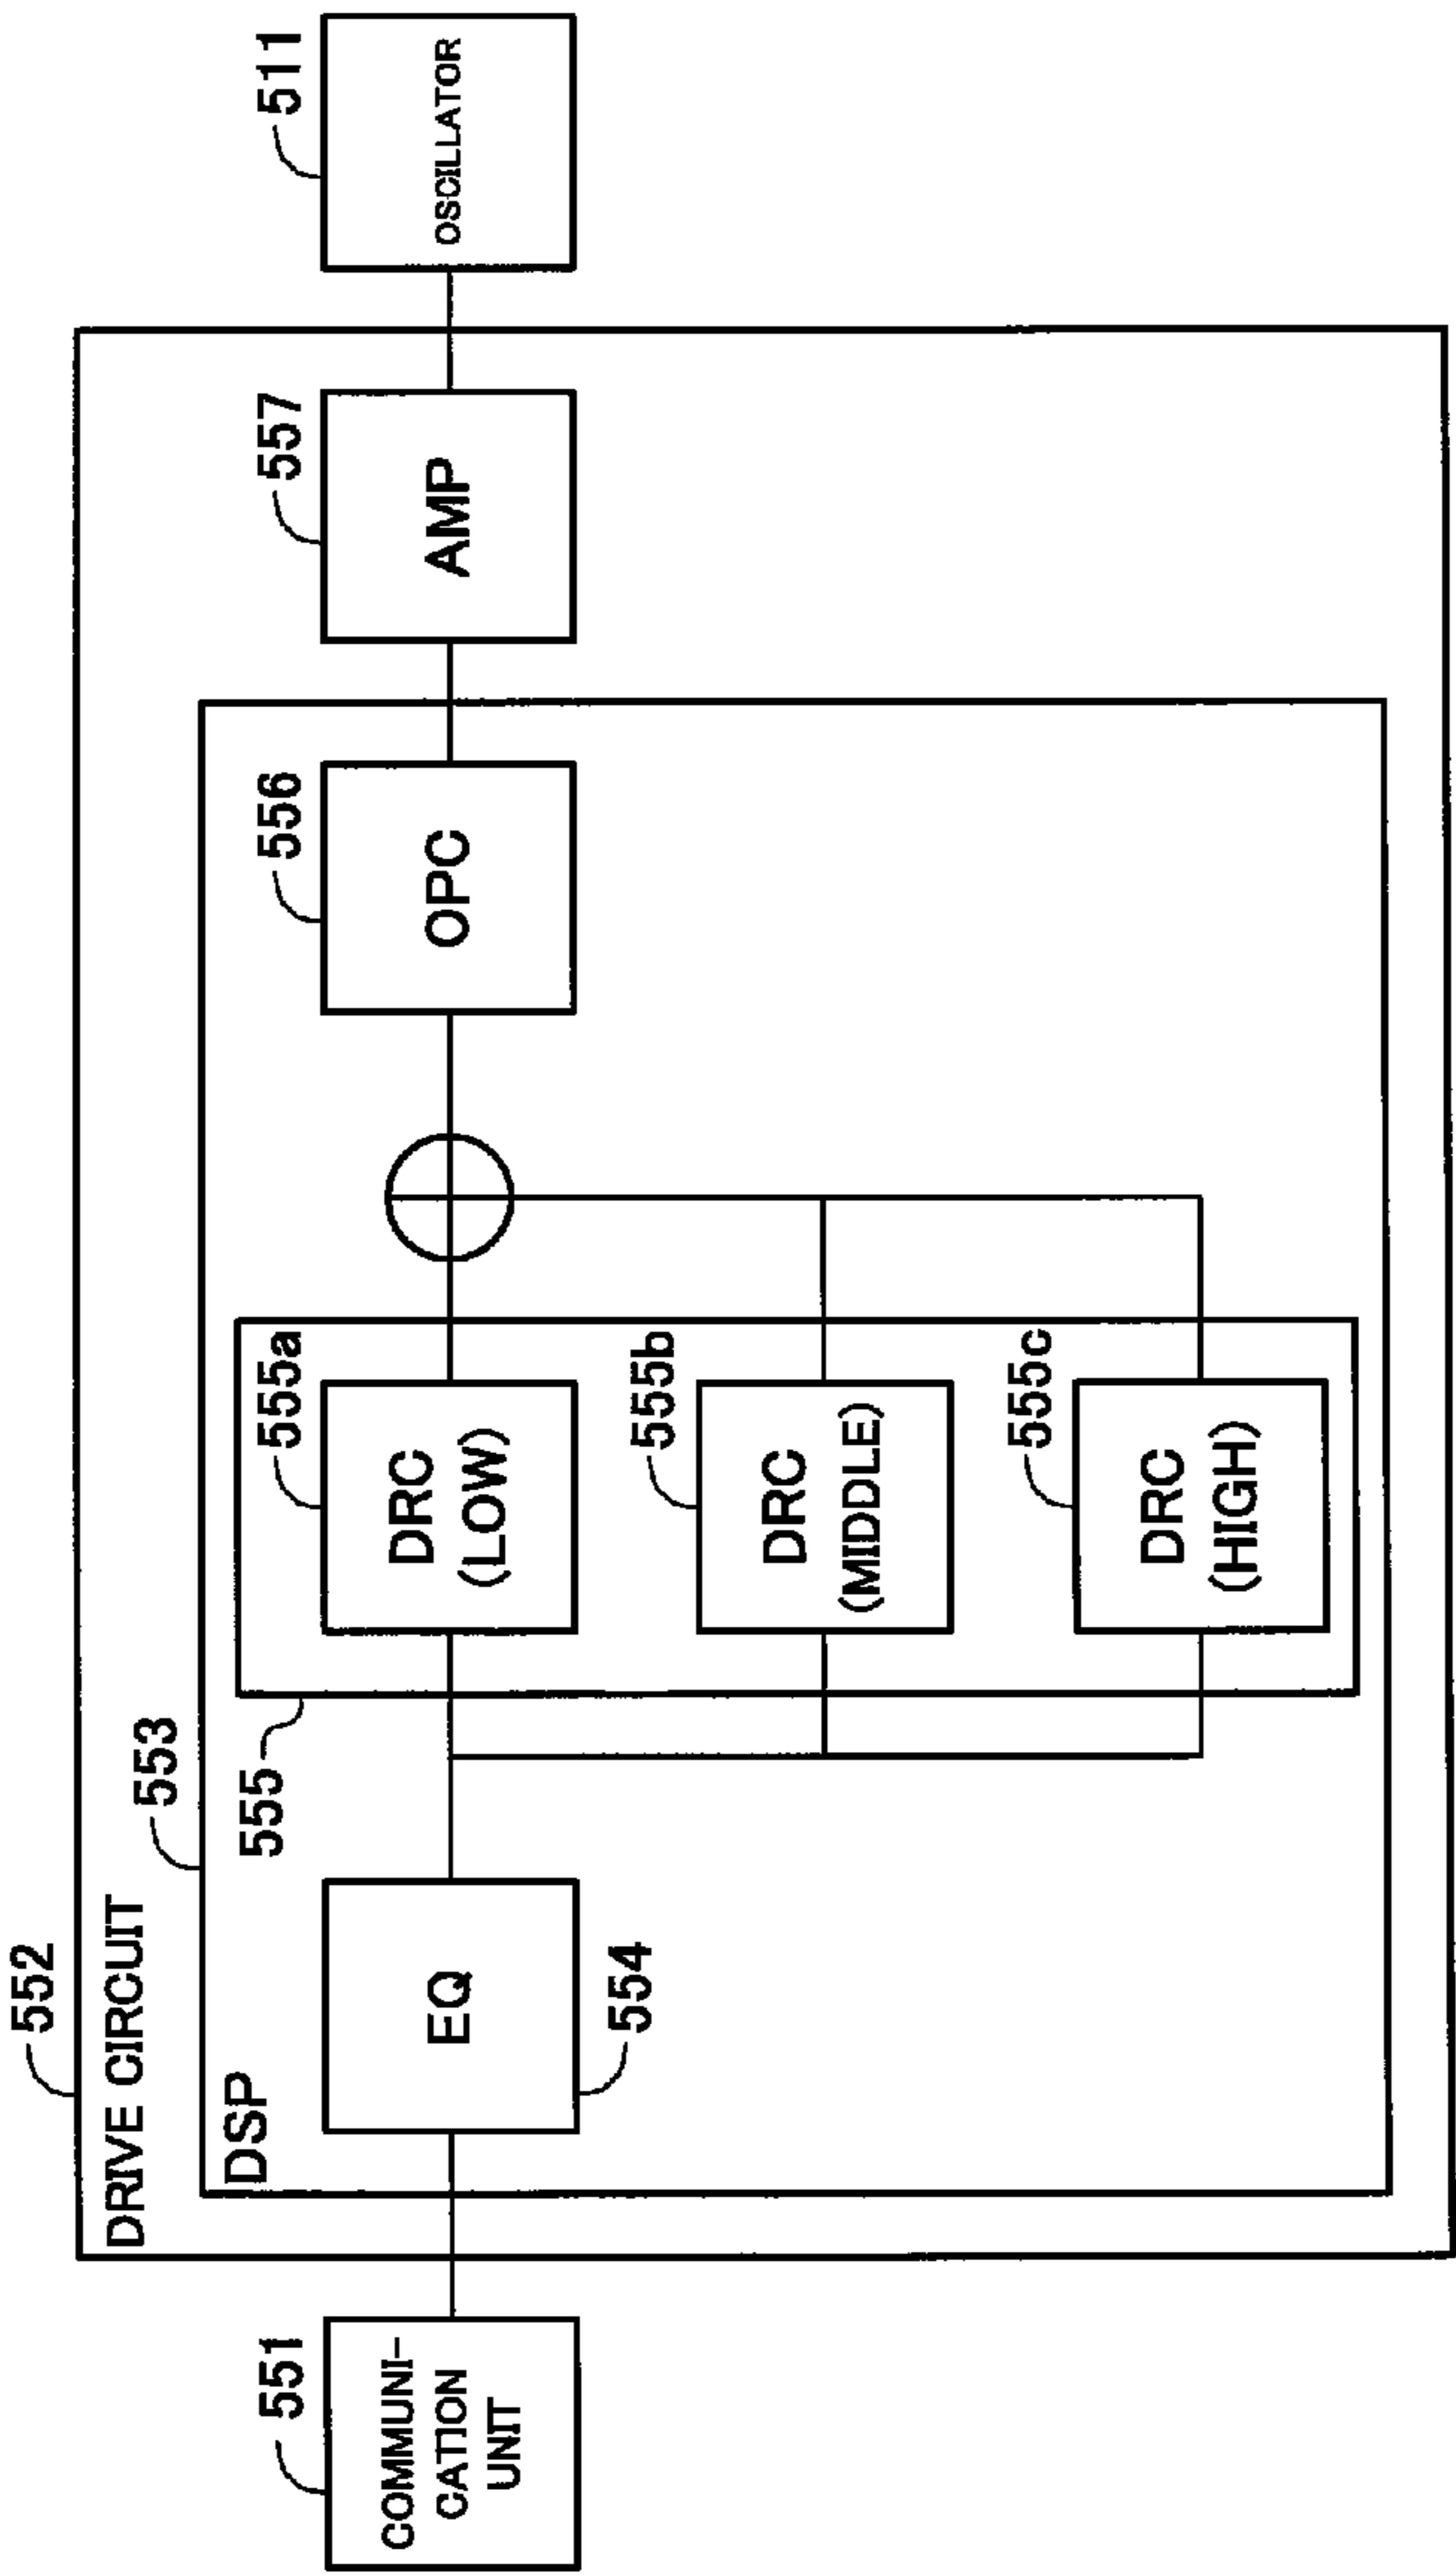 552
DRIVE CIRCUIT
553
DSP
551
COMMUNI-
CATION
UNIT
EQ
554
555
555a
DRC
(LOW)
555b
DRC
(MIDDLE)
555c
DRC
(HIGH)
556
OPC
557
AMP
511
OSCILLATOR